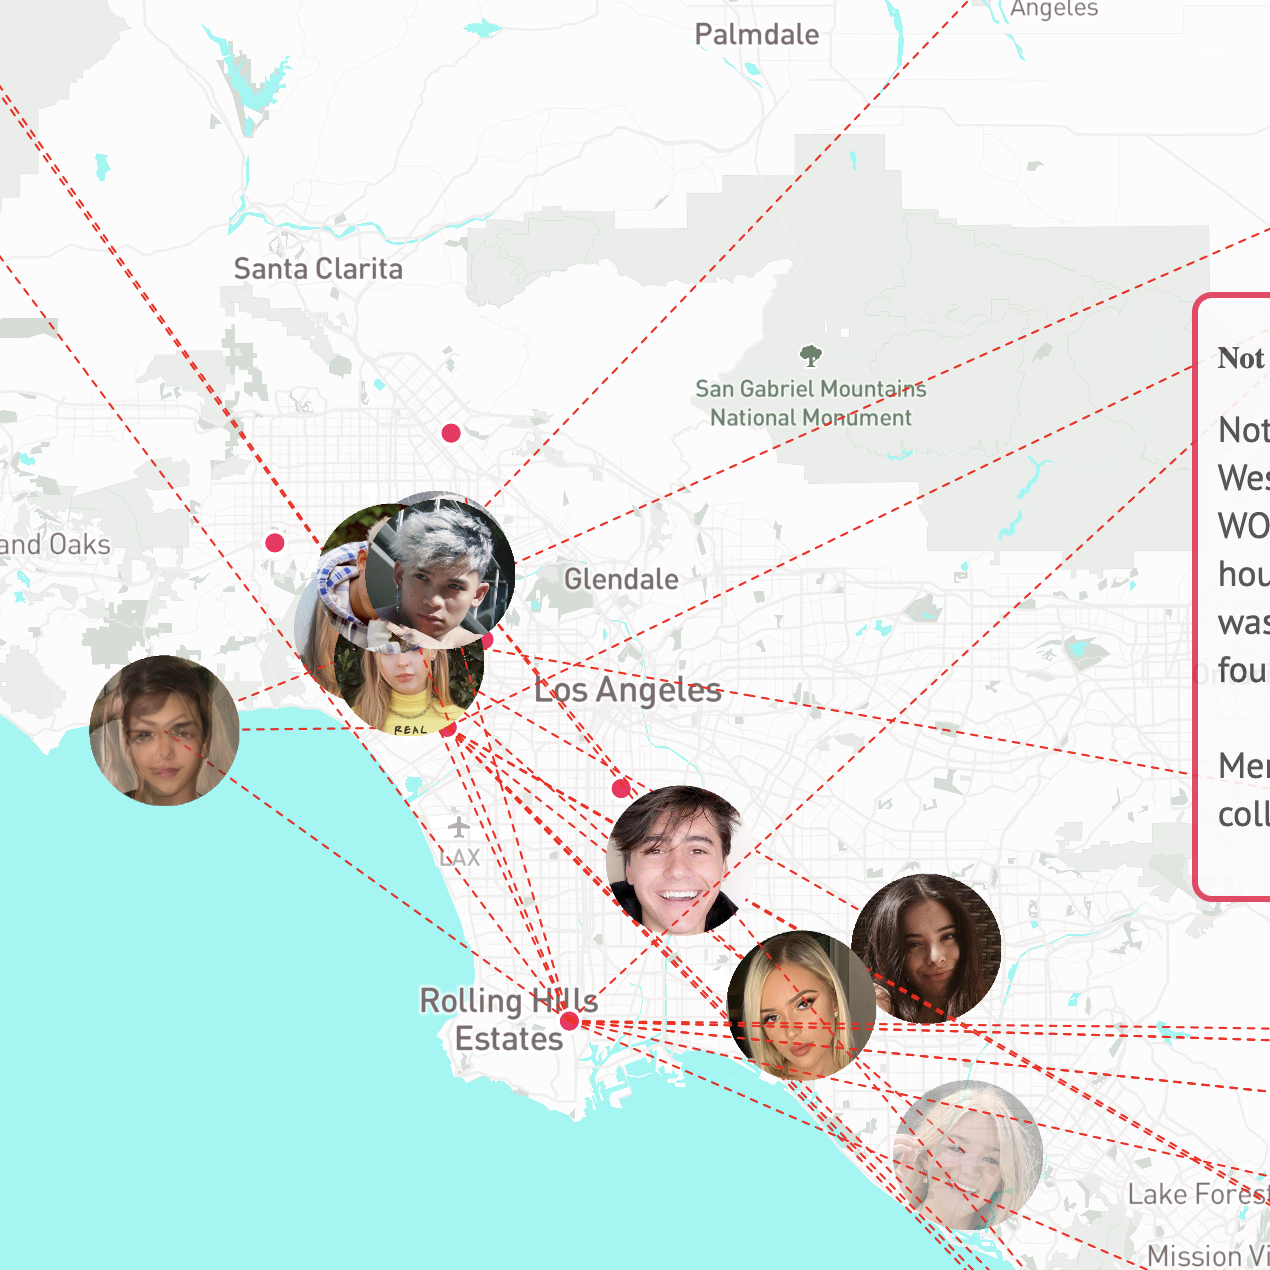 Angeles
Palmdale
Santa Clarita
San Gabriel Mountains
National Monument
and Oaks
Glendale
Los Angeles
REAL
LAX
Rolling Hills
Estates
Lake Forest
Mission Vi
Not
Not
Wes
WO
hou
was
fou
Mer
coll